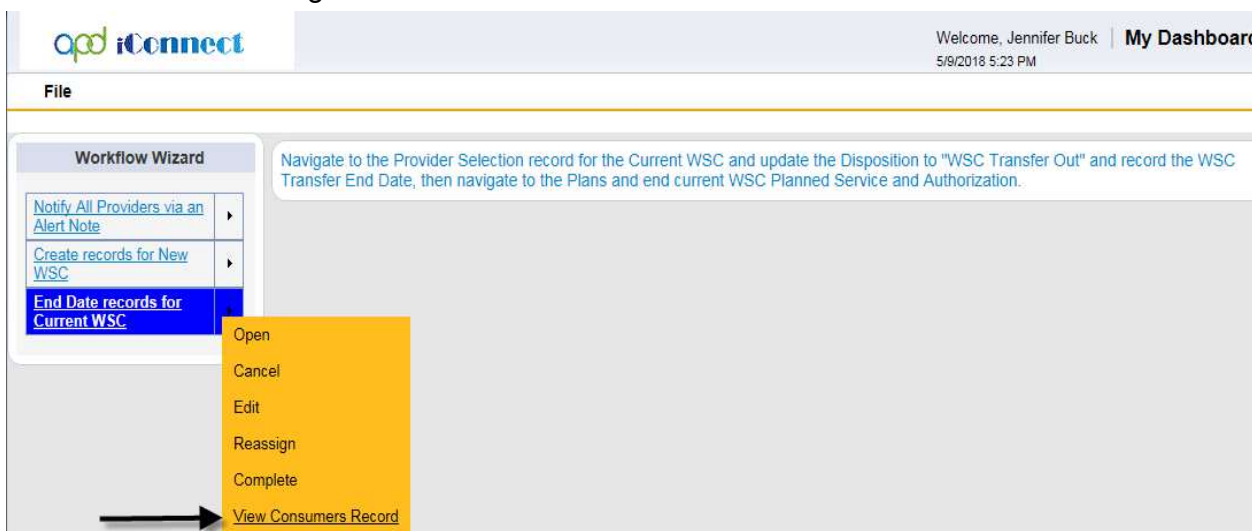 apd iConnect
Welcome, Jennifer Buck | My Dashboard
5/9/2018 5:23 PM
File
Workflow Wizard
Navigate to the Provider Selection record for the Current WSC and update the Disposition to "WSC Transfer Out" and record the WSC
Transfer End Date, then navigate to the Plans and end current WSC Planned Service and Authorization.
Notify All Providers via an
Alert Note
Create records for New
WSC
End Date records for
Current WSC
Open
Cancel
Edit
Reassign
Complete
View Consumers Record